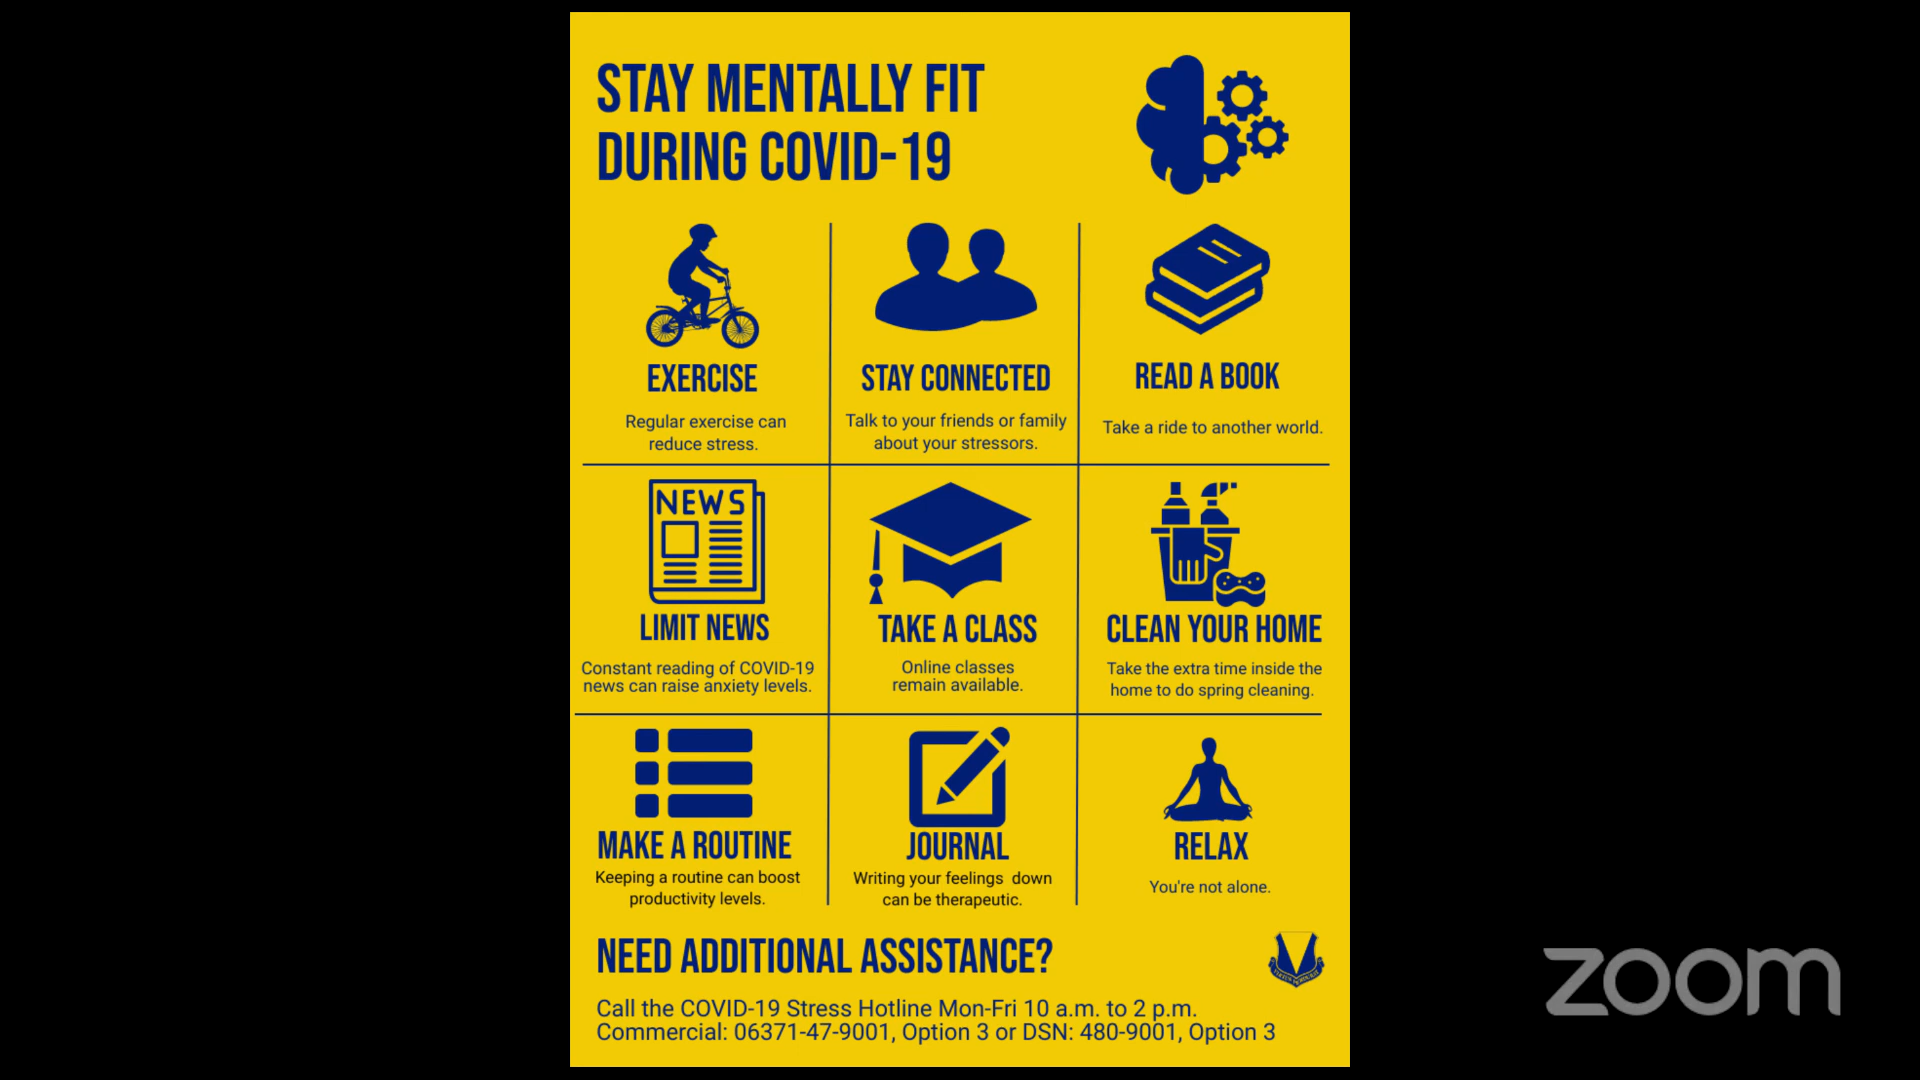 STAY MENTALLY FIT
DURING COVID-19
EXERCISE
Regular exercise can
reduce stress.
STAY CONNECTED
Talk to your friends or family
about your stressors.
READ A BOOK
Take a ride to another world.
NEWS
LIMIT NEWS
Constant reading of COVID-19
news can raise anxiety levels.
TAKE A CLASS
Online classes
remain available.
CLEAN YOUR HOME
Take the extra time inside the
home to do spring cleaning.
MAKE A ROUTINE
Keeping a routine can boost
productivity levels.
JOURNAL
Writing your feelings down
can be therapeutic.
RELAX
You're not alone.
NEED ADDITIONAL ASSISTANCE?
Call the COVID-19 Stress Hotline Mon-Fri 10 a.m. to 2 p.m.
Commercial: 06371-47-9001, Option 3 or DSN: 480-9001, Option 3
zoom